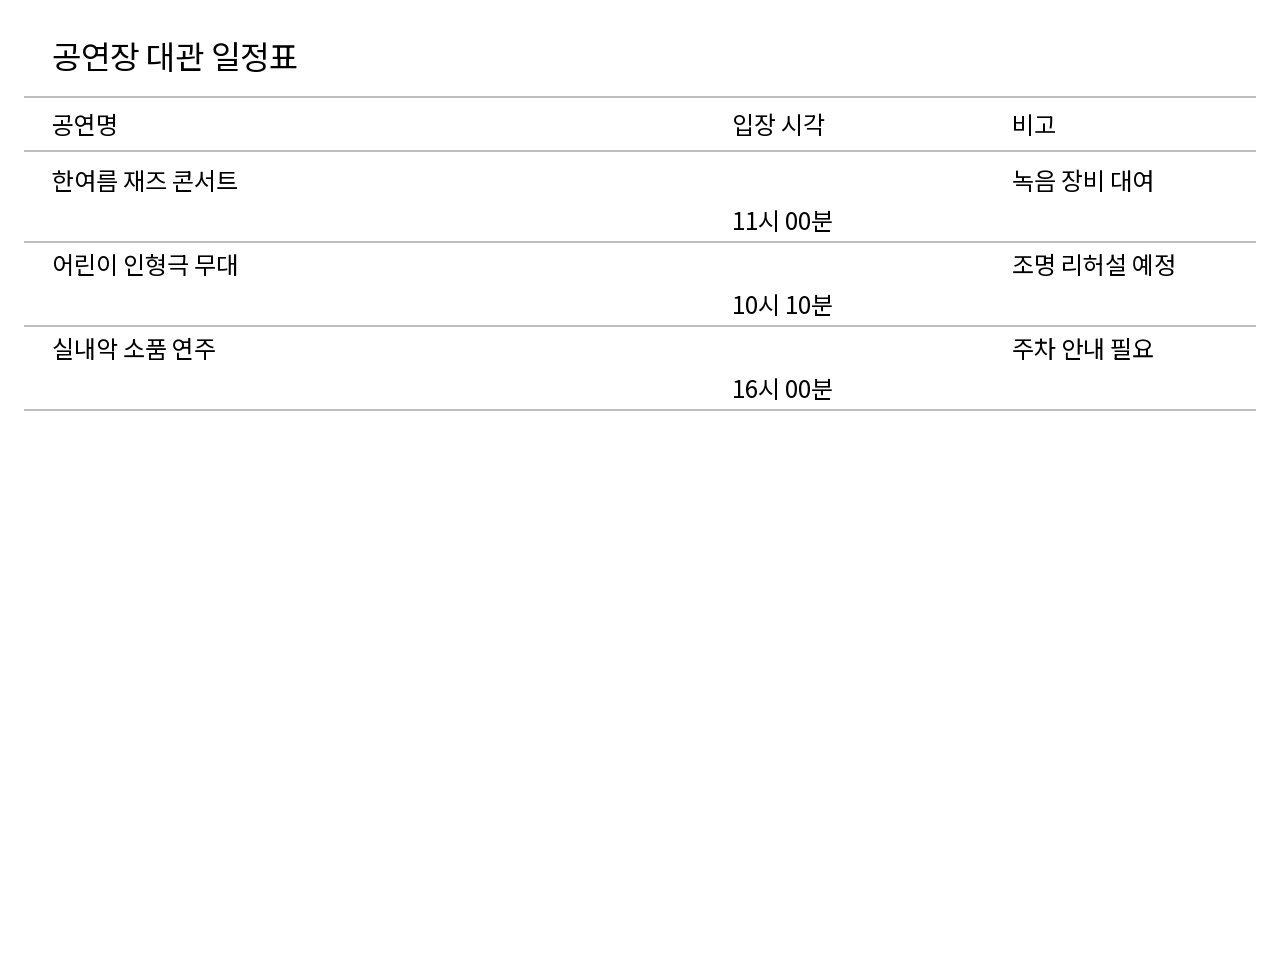 공연장 대관 일정표
공연명 입장 시각 비고
한여름 재즈 콘서트 녹음 장비 대여
11시 00분
어린이 인형극 무대 조명 리허설 예정
10시 10분
실내악 소품 연주 주차 안내 필요
16시 00분